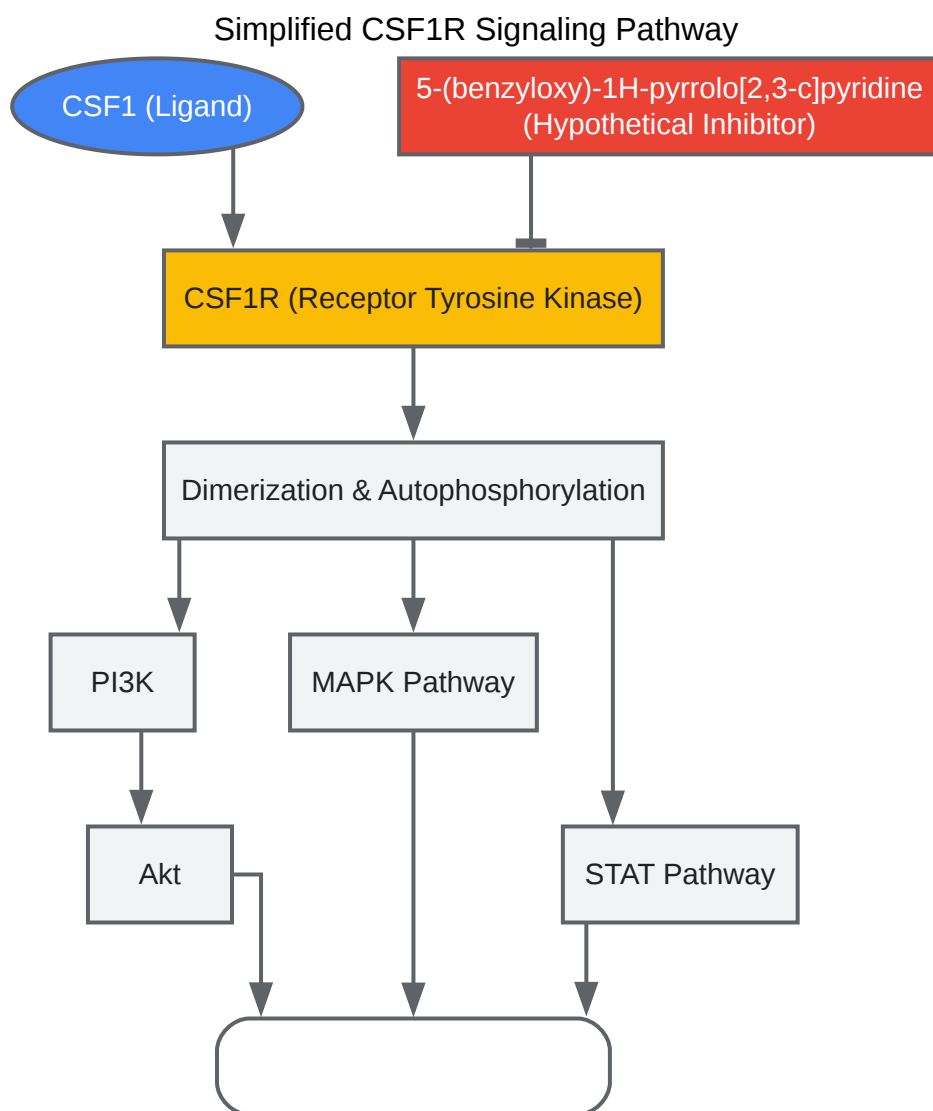 Simplified CSF1R Signaling Pathway
CSF1 (Ligand)
5-(benzyloxy)-1H-pyrrolo[2,3-c]pyridine
(Hypothetical Inhibitor)
CSF1R (Receptor Tyrosine Kinase)
Dimerization & Autophosphorylation
PI3K
MAPK Pathway
Akt
STAT Pathway